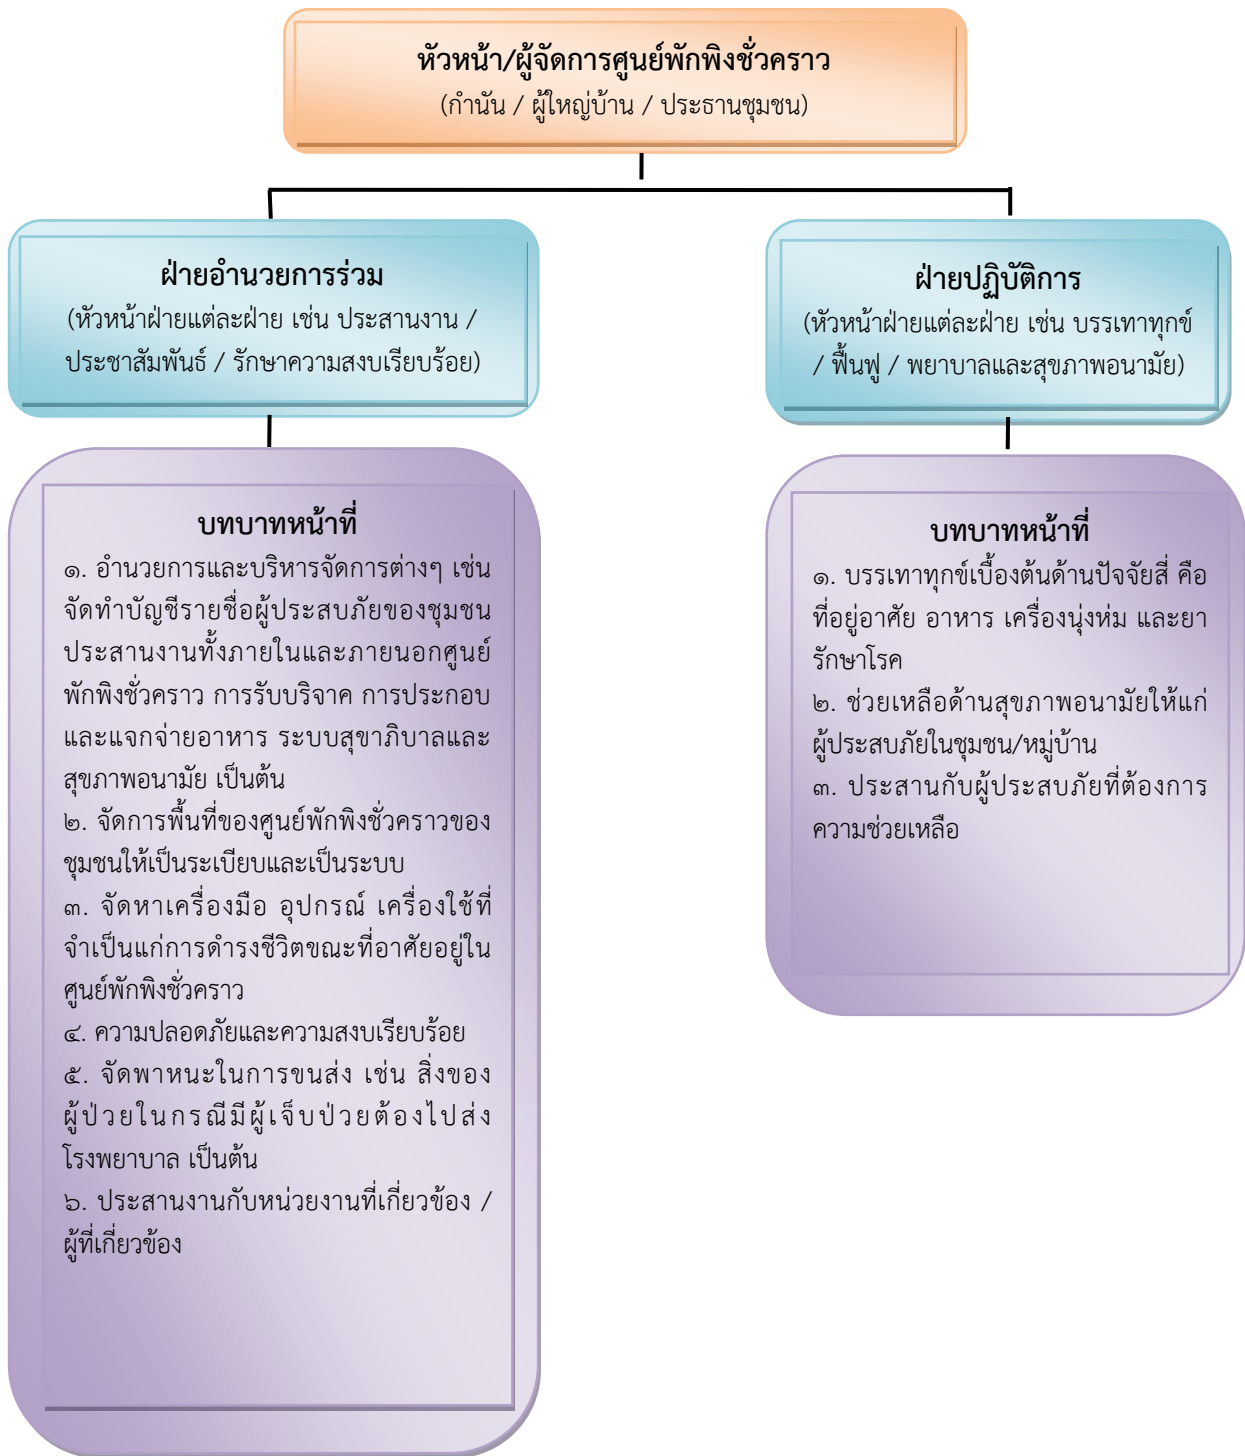 หัวหน้า/ผู้จัดการศูนย์พักพิงชั่วคราว
(กำนัน / ผู้ใหญ่บ้าน / ประธานชุมชน)
ฝ่ายอำนวยการร่วม
(หัวหน้าฝ่ายแต่ละฝ่าย เช่น ประสานงาน /
ประชาสัมพันธ์ / รักษาความสงบเรียบร้อย)
ฝ่ายปฏิบัติการ
(หัวหน้าฝ่ายแต่ละฝ่าย เช่น บรรเทาทุกข์
/ ฟื้นฟู / พยาบาลและสุขภาพอนามัย)
บทบาทหน้าที่
๑. อำนวยการและบริหารจัดการต่างๆ เช่น
จัดทำบัญชีรายชื่อผู้ประสบภัยของชุมชน
ประสานงานทั้งภายในและภายนอกศูนย์
พักพิงชั่วคราว การรับบริจาค การประกอบ
และแจกจ่ายอาหาร ระบบสุขาภิบาลและ
สุขภาพอนามัย เป็นต้น
๒. จัดการพื้นที่ของศูนย์พักพิงชั่วคราวของ
ชุมชนให้เป็นระเบียบและเป็นระบบ
๓. จัดหาเครื่องมือ อุปกรณ์ เครื่องใช้ที่
จำเป็นแก่การดำรงชีวิตขณะที่อาศัยอยู่ใน
ศูนย์พักพิงชั่วคราว
๔. ความปลอดภัยและความสงบเรียบร้อย
๕. จัดพาหนะในการขนส่ง เช่น สิ่งของ
ผู้ป่วยในกรณีมีผู้เจ็บป่วยต้องไปส่ง
โรงพยาบาล เป็นต้น
๖. ประสานงานกับหน่วยงานที่เกี่ยวข้อง /
ผู้ที่เกี่ยวข้อง
บทบาทหน้าที่
๑. บรรเทาทุกข์เบื้องต้นด้านปัจจัยสี่ คือ
ที่อยู่อาศัย อาหาร เครื่องนุ่งห่ม และยา
รักษาโรค
๒. ช่วยเหลือด้านสุขภาพอนามัยให้แก่
ผู้ประสบภัยในชุมชน/หมู่บ้าน
๓. ประสานกับผู้ประสบภัยที่ต้องการ
ความช่วยเหลือ